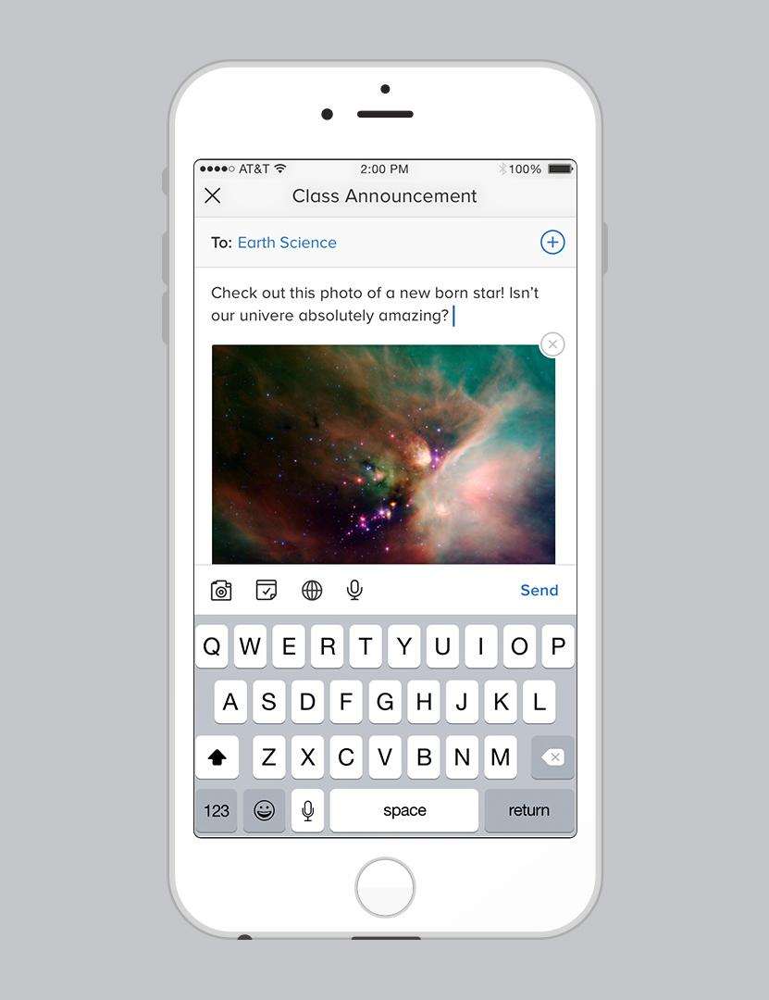 AT&T 2:00 PM 100%
Class Announcement
To: Earth Science
Check out this photo of a new born star! Isn't
our univere absolutely amazing?
Send
Q W E R T Y U I O P
A S D F G H J K L
Z X C V B N M
123 space return